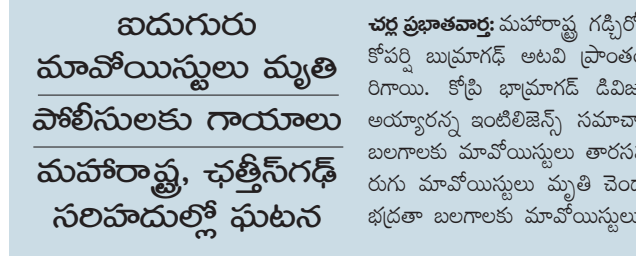 ఐదుగురు
మావోయిస్టులు మృతి
పోలీసులకు గాయాలు
మహారాష్ట్ర, ఛత్తీస్‌గఢ్
సరిహదుల్లో ఘటన
చర్ల ప్రభాతవార్త: మహారాష్ట్ర గడ్చిరో
కోపర్షి బుమ్రాగఢ్ అటవి ప్రాంతం
రిగాయి. కోప్రి భామ్రాగడ్ డివిజ
అయ్యారన్న ఇంటిలిజెన్స్ సమాచా
బలగాలకు మావోయిస్టులు తారస
రుగు మావోయిస్టులు మృతి చెంద
భద్రతా బలగాలకు మావోయిస్టులు